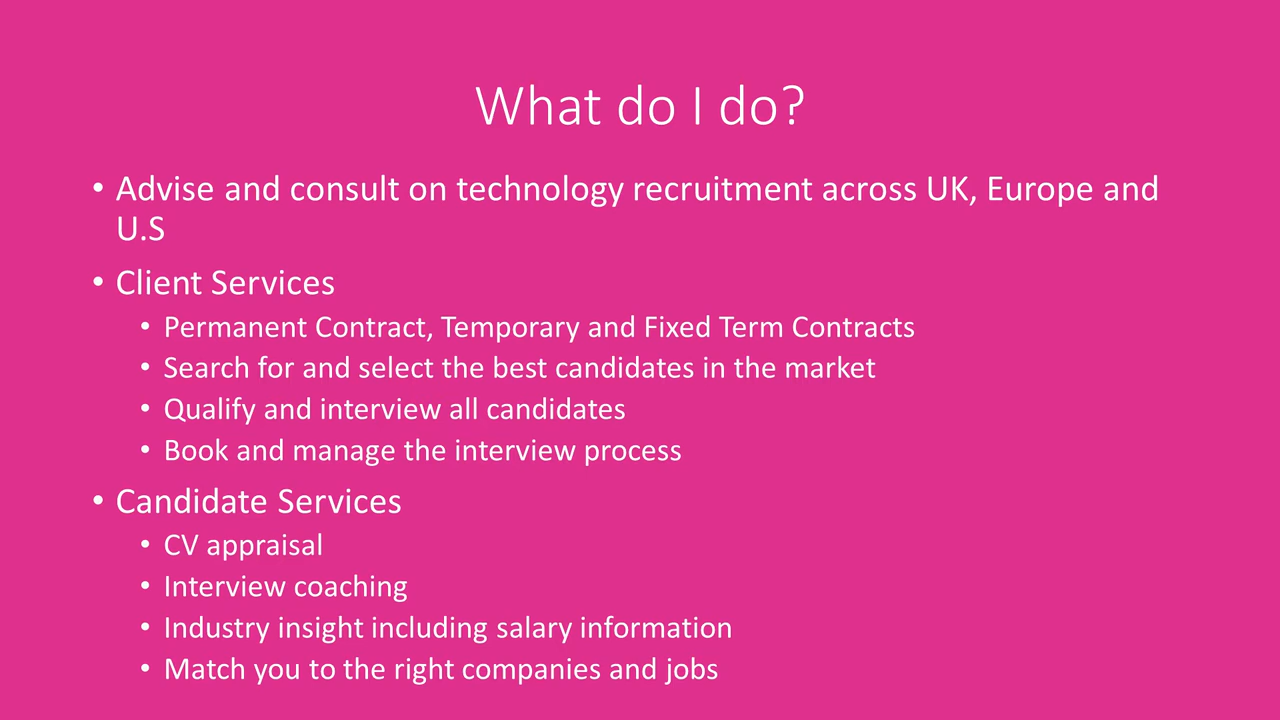 What do I do?
• Advise and consult on technology recruitment across UK, Europe and
U.S
• Client Services
• Permanent Contract, Temporary and Fixed Term Contracts
• Search for and select the best candidates in the market
• Qualify and interview all candidates
• Book and manage the interview process
• Candidate Services
• CV appraisal
• Interview coaching
• Industry insight including salary information
• Match you to the right companies and jobs